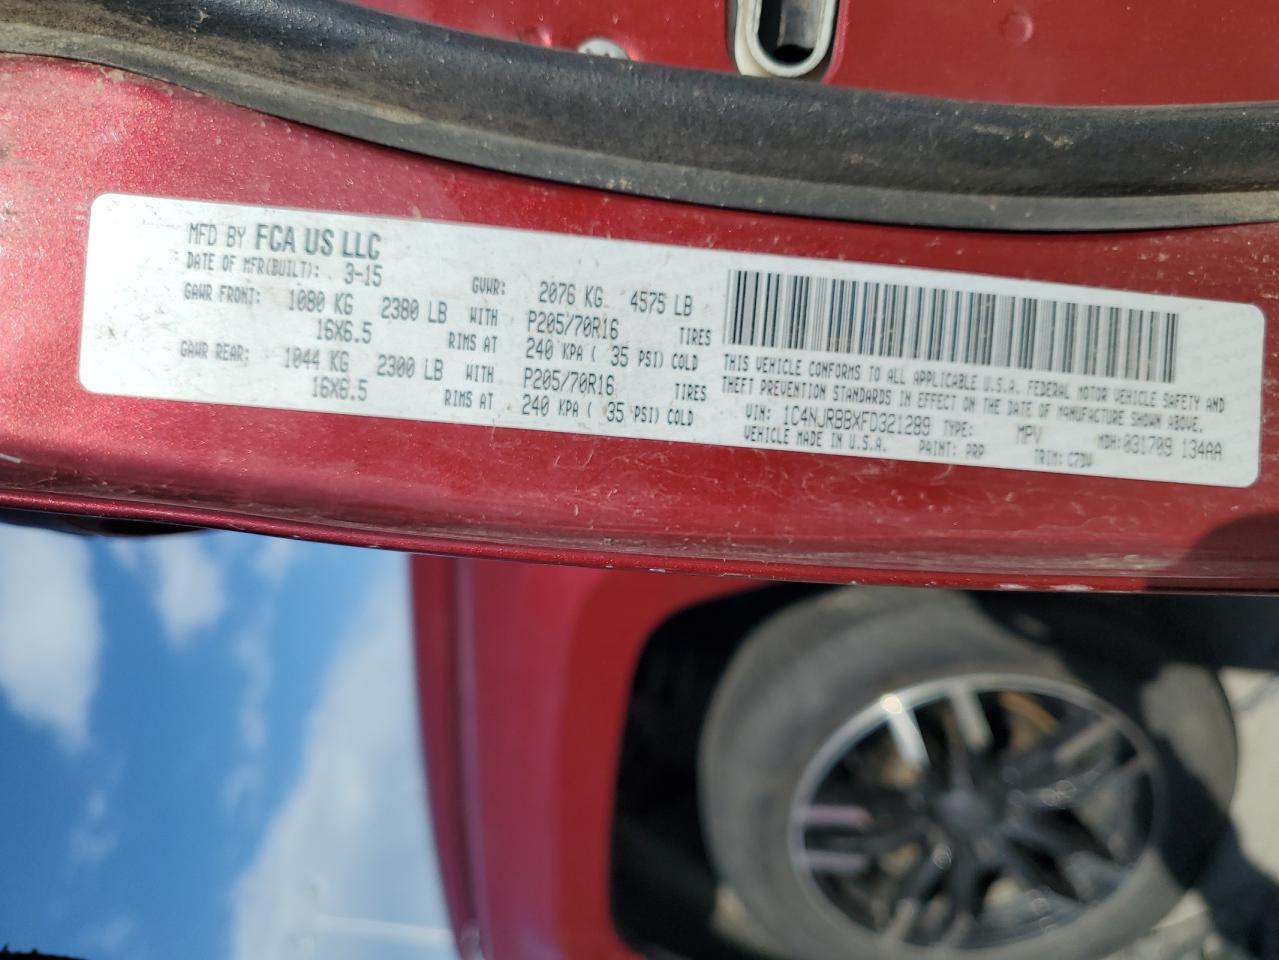 MFD BY FCA US LLC
DATE OF MFR(BUILT): 3-15
GVWR: 2076 KG 4575 LB
GAWR FRONT: 1080 KG 2380 LB WITH P205/70R16 TIRES
16X6.5 RIMS AT 240 KPA ( 35 PSI) COLD
GAWR REAR: 1044 KG 2300 LB WITH P205/70R16 TIRES
16X6.5 RIMS AT 240 KPA ( 35 PSI) COLD
THIS VEHICLE CONFORMS TO ALL APPLICABLE U.S.A. FEDERAL MOTOR VEHICLE SAFETY AND
THEFT PREVENTION STANDARDS IN EFFECT ON THE DATE OF MANUFACTURE SHOWN ABOVE.
VIN: 1C4NJRBBXFD321289 TYPE: MPV MDH: 031709 134AA
VEHICLE MADE IN U.S.A. PAINT: PRP TRIM: